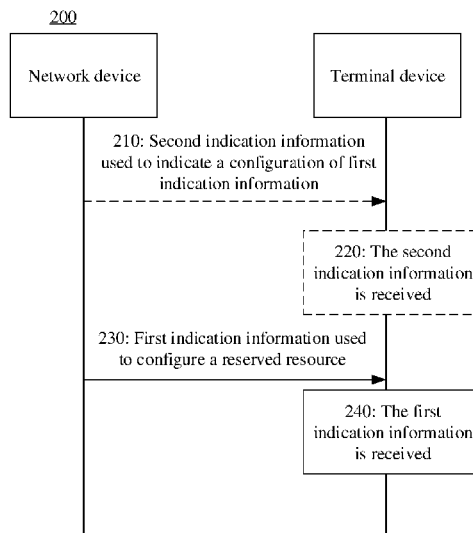 200
Network device
Terminal device
210: Second indication information
used to indicate a configuration of first
indication information
220: The second
indication information
is received
230: First indication information used
to configure a reserved resource
240: The first
indication information
is received